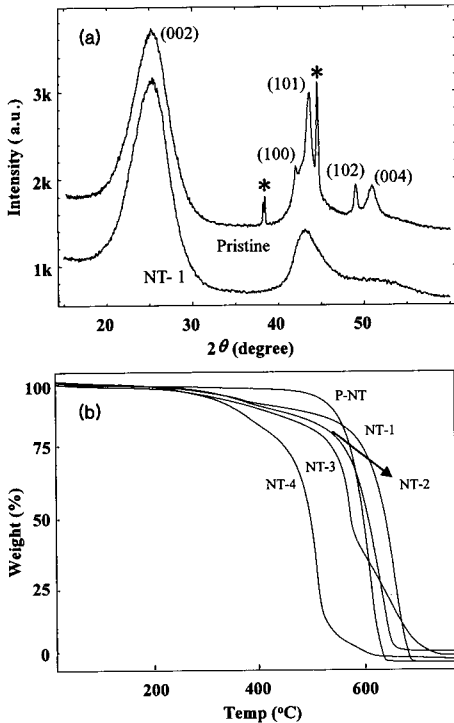 (a)
(002)
(101)
*
(100)
(102)
(004)
*
Pristine
NT- 1
Intensity ( a.u.)
3k
2k
1k
20
30
40
50
2θ (degree)
(b)
P-NT
NT-1
NT-3
NT-4
NT-2
Weight (%)
100
75
50
25
0
200
400
600
Temp (°C)